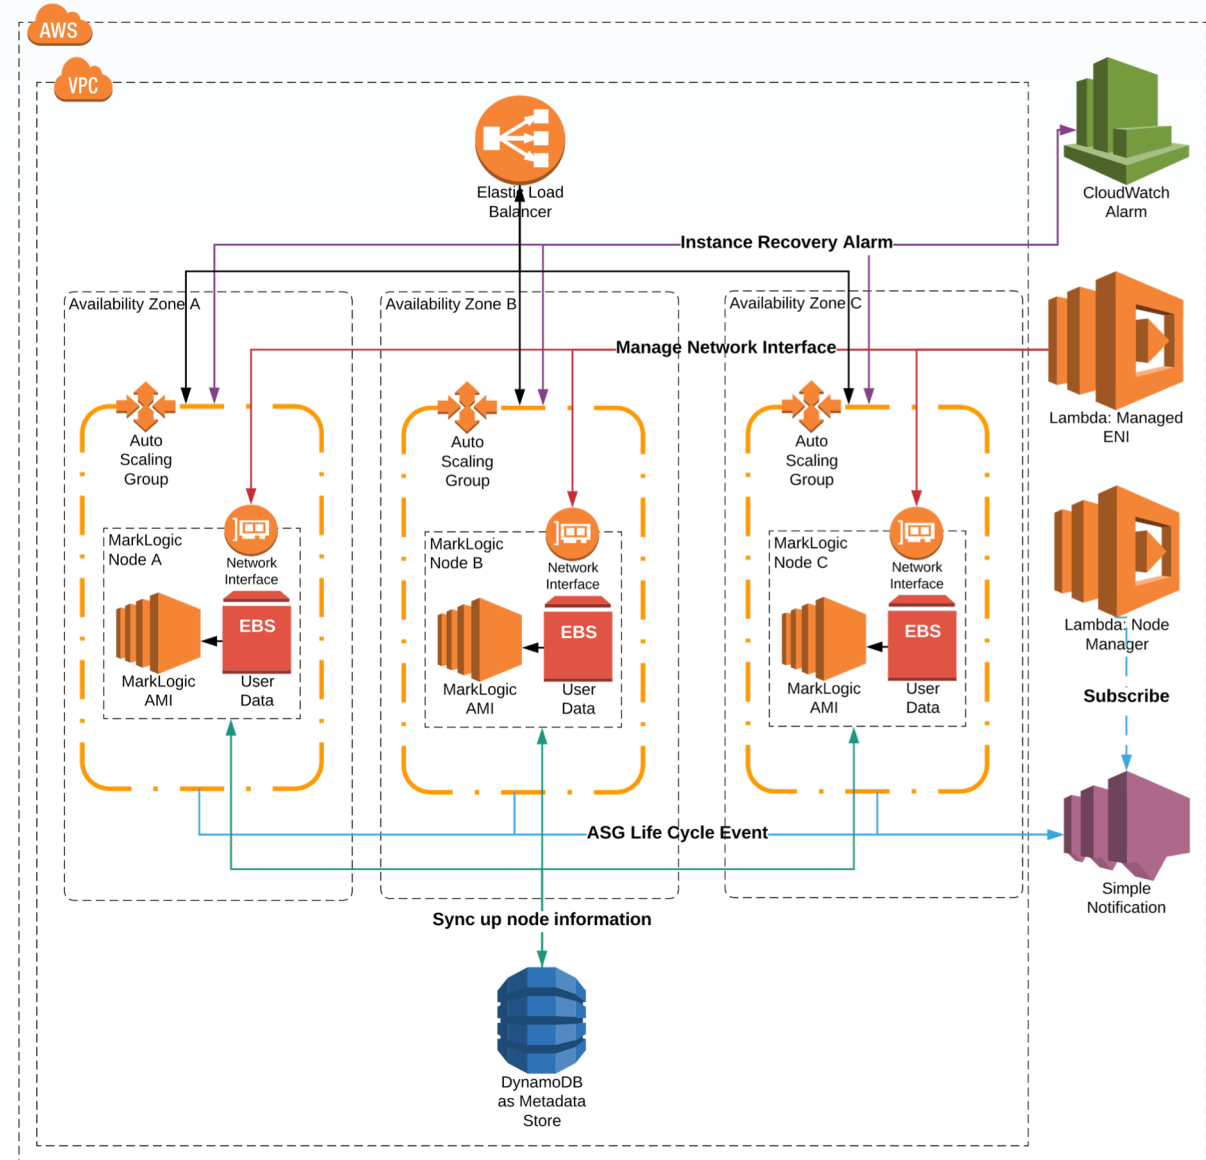 AWS
VPC
Elastic Load
Balancer
CloudWatch
Alarm
Instance Recovery Alarm
Availability Zone A
Availability Zone B
Availability Zone C
Manage Network Interface
Lambda: Managed
ENI
Auto
Scaling
Group
Auto
Scaling
Group
Auto
Scaling
Group
MarkLogic
Node A
Network
Interface
EBS
MarkLogic
AMI
User
Data
MarkLogic
Node B
Network
Interface
EBS
MarkLogic
AMI
User
Data
MarkLogic
Node C
Network
Interface
EBS
MarkLogic
AMI
User
Data
Lambda: Node
Manager
Subscribe
ASG Life Cycle Event
Simple
Notification
Sync up node information
DynamoDB
as Metadata
Store